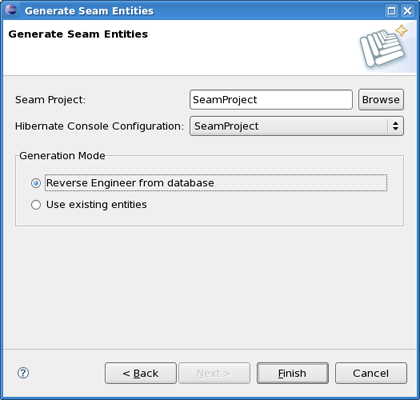 Generate Seam Entities
Generate Seam Entities
Seam Project: SeamProject Browse
Hibernate Console Configuration: SeamProject
Generation Mode
Reverse Engineer from database
Use existing entities
? < Back Next > Finish Cancel